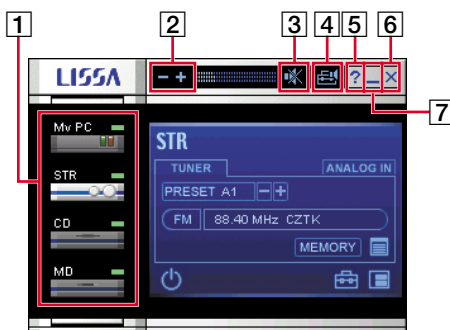 1 2 3 4 5 6
LISSA - + ? _ ×
7
My PC
STR
CD
MD
STR
TUNER ANALOG IN
PRESET A1 - +
FM 88.40 MHz CZTK
MEMORY